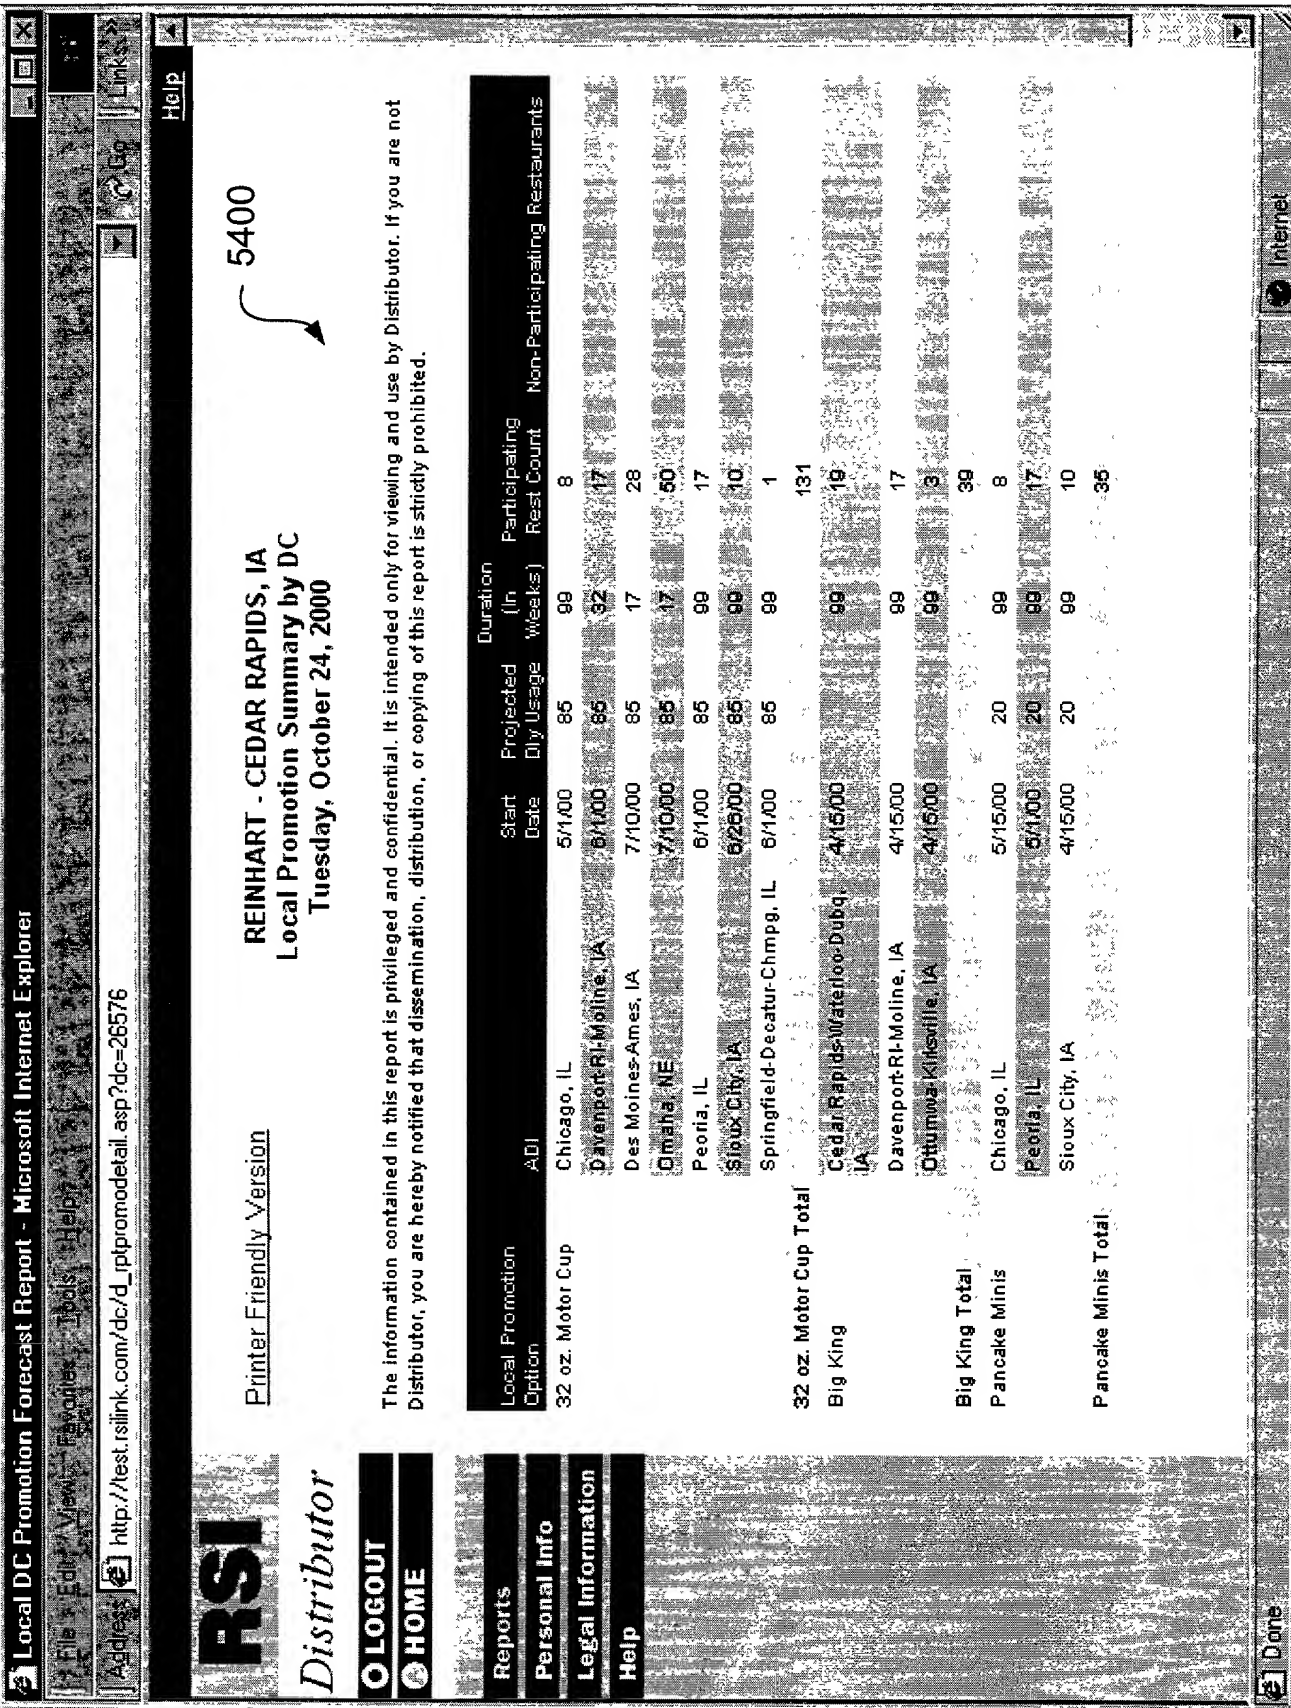 Local DC Promotion Forecast Report - Microsoft Internet Explorer
File Edit View Favorites Tools Help
Address http://test.rsilink.com/dc/d_rptpromodetail.asp?dc=26576 Go Links »
Help
RSI
Distributor
LOGOUT
HOME
Reports
Personal Info
Legal Information
Help
Printer Friendly Version
REINHART - CEDAR RAPIDS, IA
Local Promotion Summary by DC
Tuesday, October 24, 2000
5400
The information contained in this report is privileged and confidential. It is intended only for viewing and use by Distributor. If you are not
Distributor, you are hereby notified that dissemination, distribution, or copying of this report is strictly prohibited.
Duration
Local Promotion Start Projected (In Participating
Option ADI Date Dly Usage Weeks) Rest Count Non-Participating Restaurants
32 oz. Motor Cup Chicago, IL 5/1/00 85 99 8
Davenport-RI-Moline, IA 6/1/00 85 32 17
Des Moines-Ames, IA 7/10/00 85 17 28
Omaha, NE 7/10/00 85 17 50
Peoria, IL 6/1/00 85 99 17
Sioux City, IA 6/26/00 85 99 10
Springfield-Decatur-Chmpg, IL 6/1/00 85 99 1
32 oz. Motor Cup Total 131
Big King Cedar Rapids-Waterloo-Dubq, 4/15/00 99 19
IA
Davenport-RI-Moline, IA 4/15/00 99 17
Ottumwa-Kirksville, IA 4/15/00 99 3
Big King Total 39
Pancake Minis Chicago, IL 5/15/00 20 99 8
Peoria, IL 5/1/00 20 99 17
Sioux City, IA 4/15/00 20 99 10
Pancake Minis Total 35
Done Internet